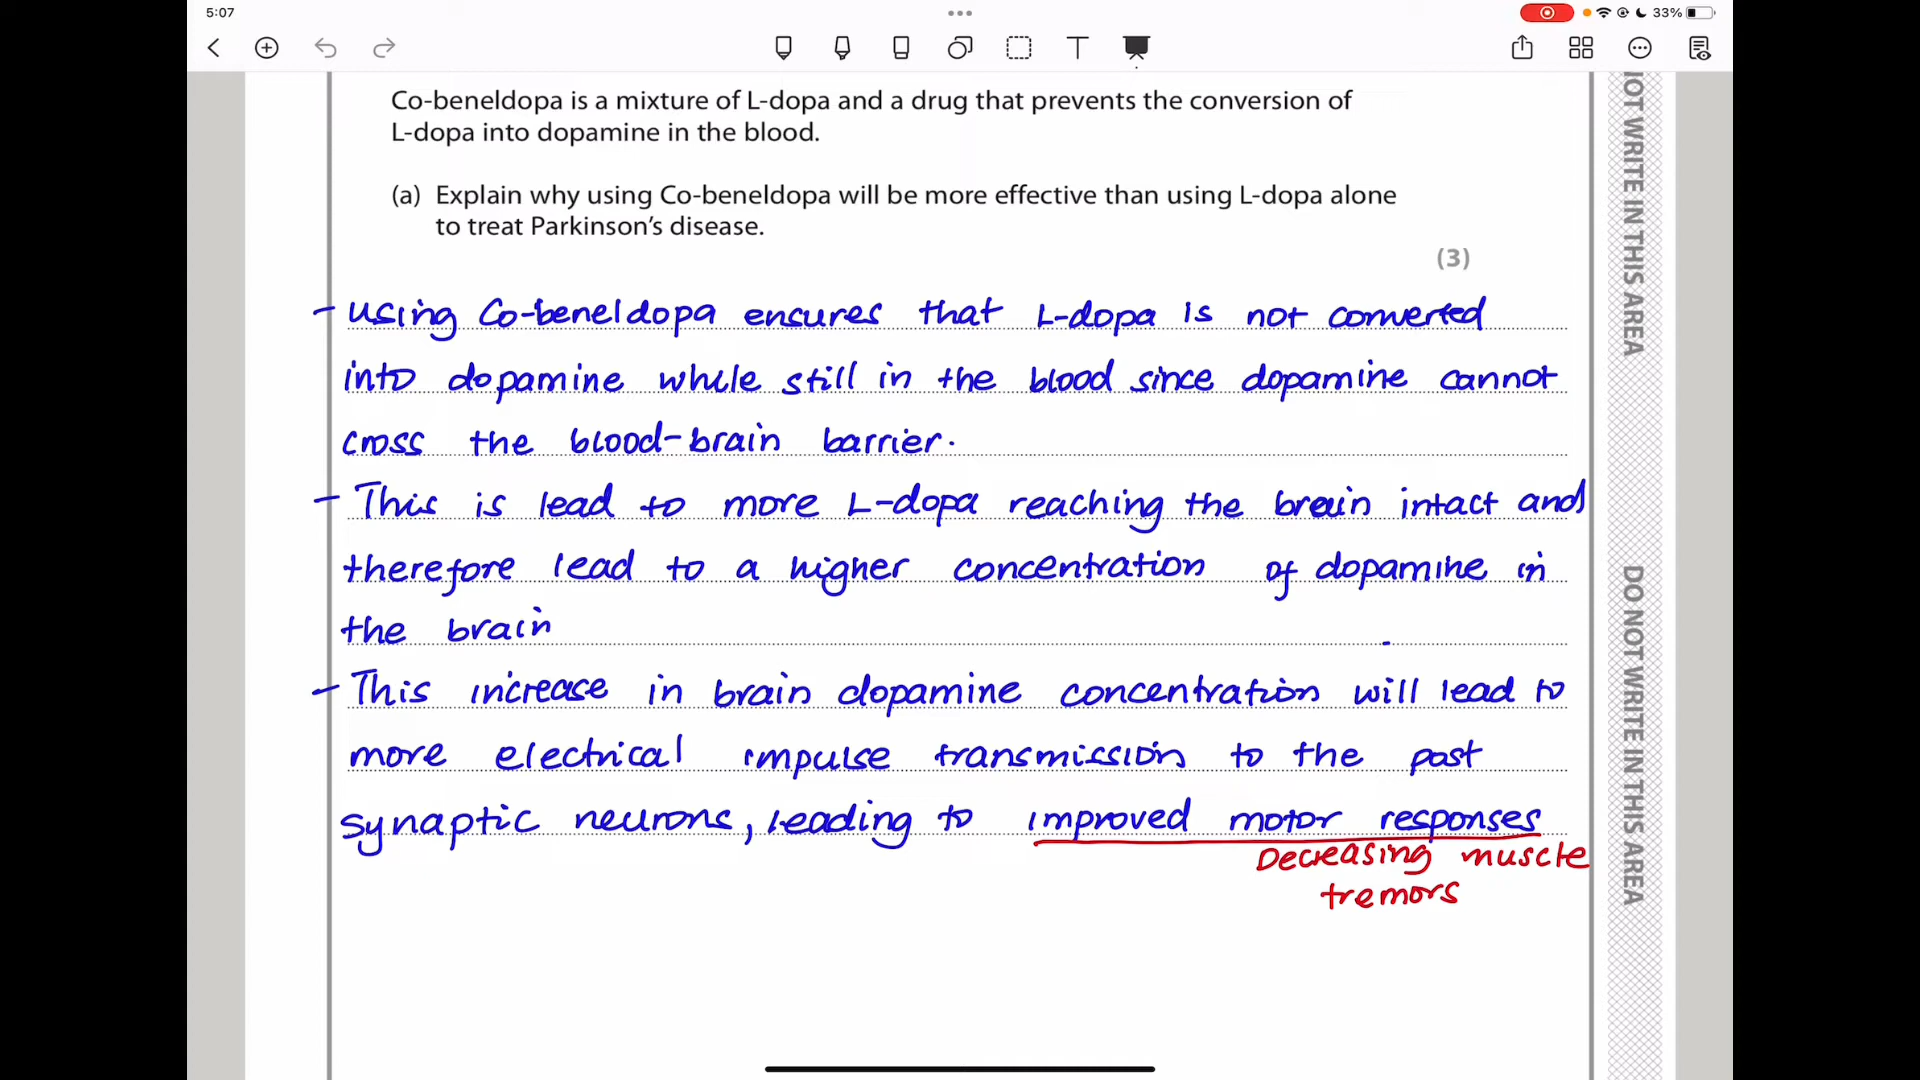 5:07
33%
Co-beneldopa is a mixture of L-dopa and a drug that prevents the conversion of
L-dopa into dopamine in the blood.
(a) Explain why using Co-beneldopa will be more effective than using L-dopa alone
to treat Parkinson's disease.
(3)
- using Co-beneldopa ensures that L-dopa is not converted
into dopamine while still in the blood since dopamine cannot
cross the blood-brain barrier.
- This is lead to more L-dopa reaching the brain intact and
therefore lead to a higher concentration of dopamine in
the brain
- This increase in brain dopamine concentration will lead to
more electrical impulse transmission to the post
synaptic neurons, leading to improved motor responses
Decreasing muscle
tremors
IOT WRITE IN THIS AREA
DO NOT WRITE IN THIS AREA